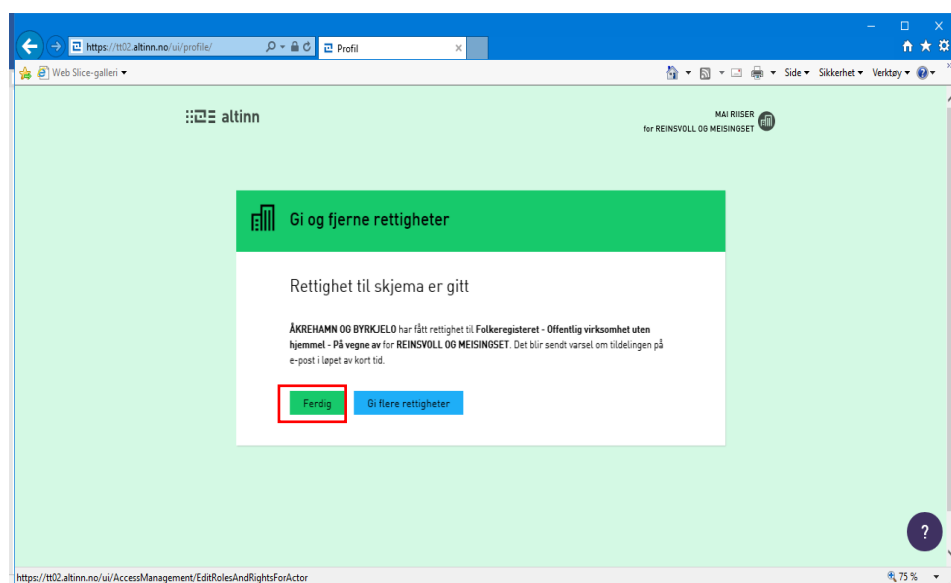 https://tt02.altinn.no/ui/profile/
Profil
Web Slice-galleri
Side
Sikkerhet
Verktøy
altinn
MAI RIISER
for REINSVOLL OG MEISINGSET
Gi og fjerne rettigheter
Rettighet til skjema er gitt
ÅKREHAMN OG BYRKJELO har fått rettighet til Folkeregisteret - Offentlig virksomhet uten
hjemmel - På vegne av for REINSVOLL OG MEISINGSET. Det blir sendt varsel om tildelingen på
e-post i løpet av kort tid.
Ferdig
Gi flere rettigheter
?
https://tt02.altinn.no/ui/AccessManagement/EditRolesAndRightsForActor
75 %